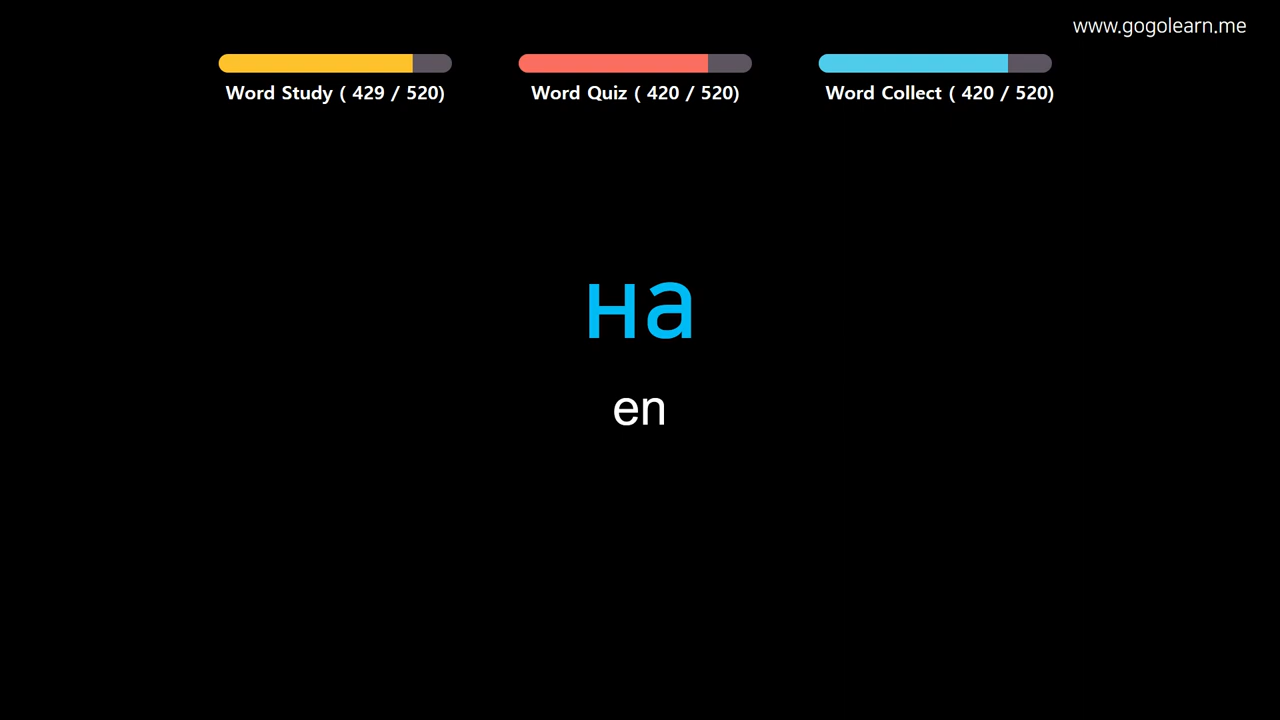 www.gogolearn.me
Word Study ( 429 / 520)
Word Quiz ( 420 / 520)
Word Collect ( 420 / 520)
на
en